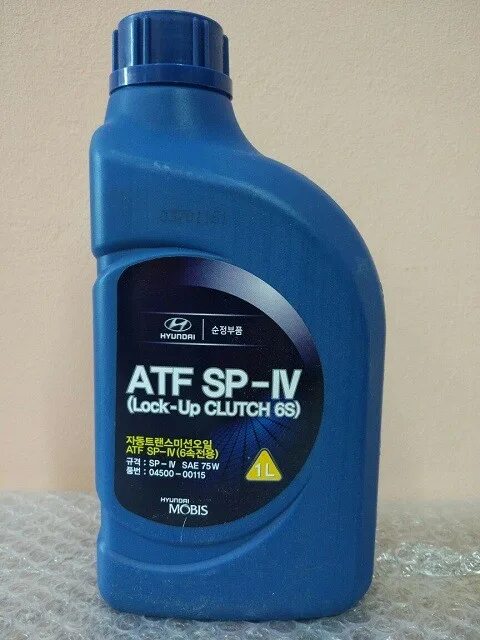 HYUNDAI
순정부품
ATF SP-Ⅳ
(Lock-Up CLUTCH 6S)
자동트랜스미션오일
ATF SP-Ⅳ(6속전용)
규격 : SP-Ⅳ SAE 75W
품번 : 04500-00115
1L
HYUNDAI
MOBIS